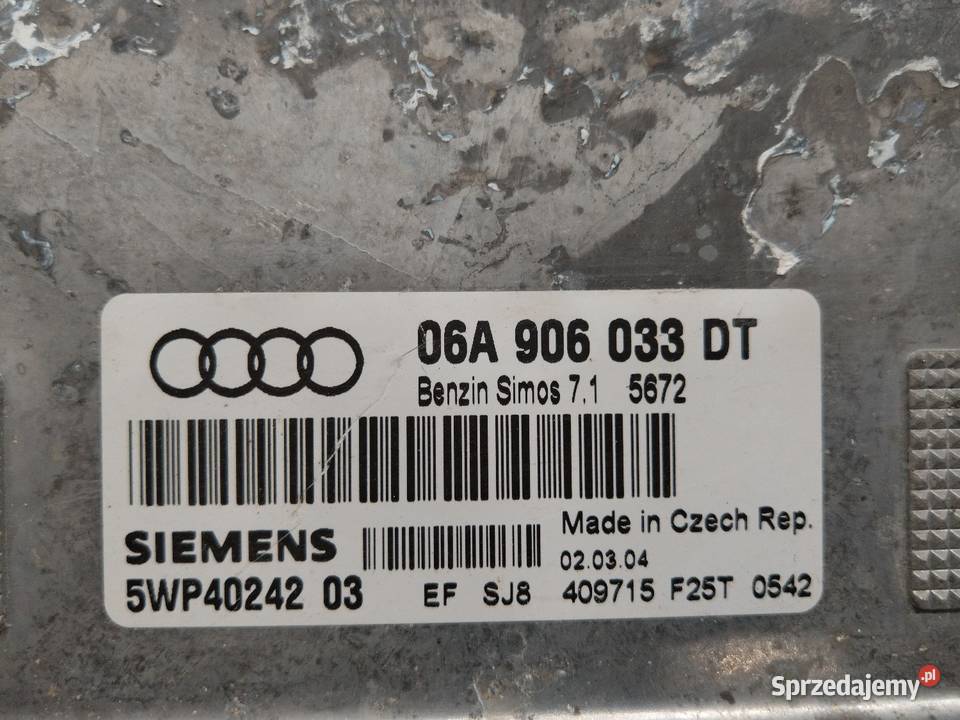 06A 906 033 DT
Benzin Simos 7.1 5672
SIEMENS
Made in Czech Rep.
02.03.04
5WP40242 03 EF SJ8 409715 F25T 0542
Sprzedajemy.pl